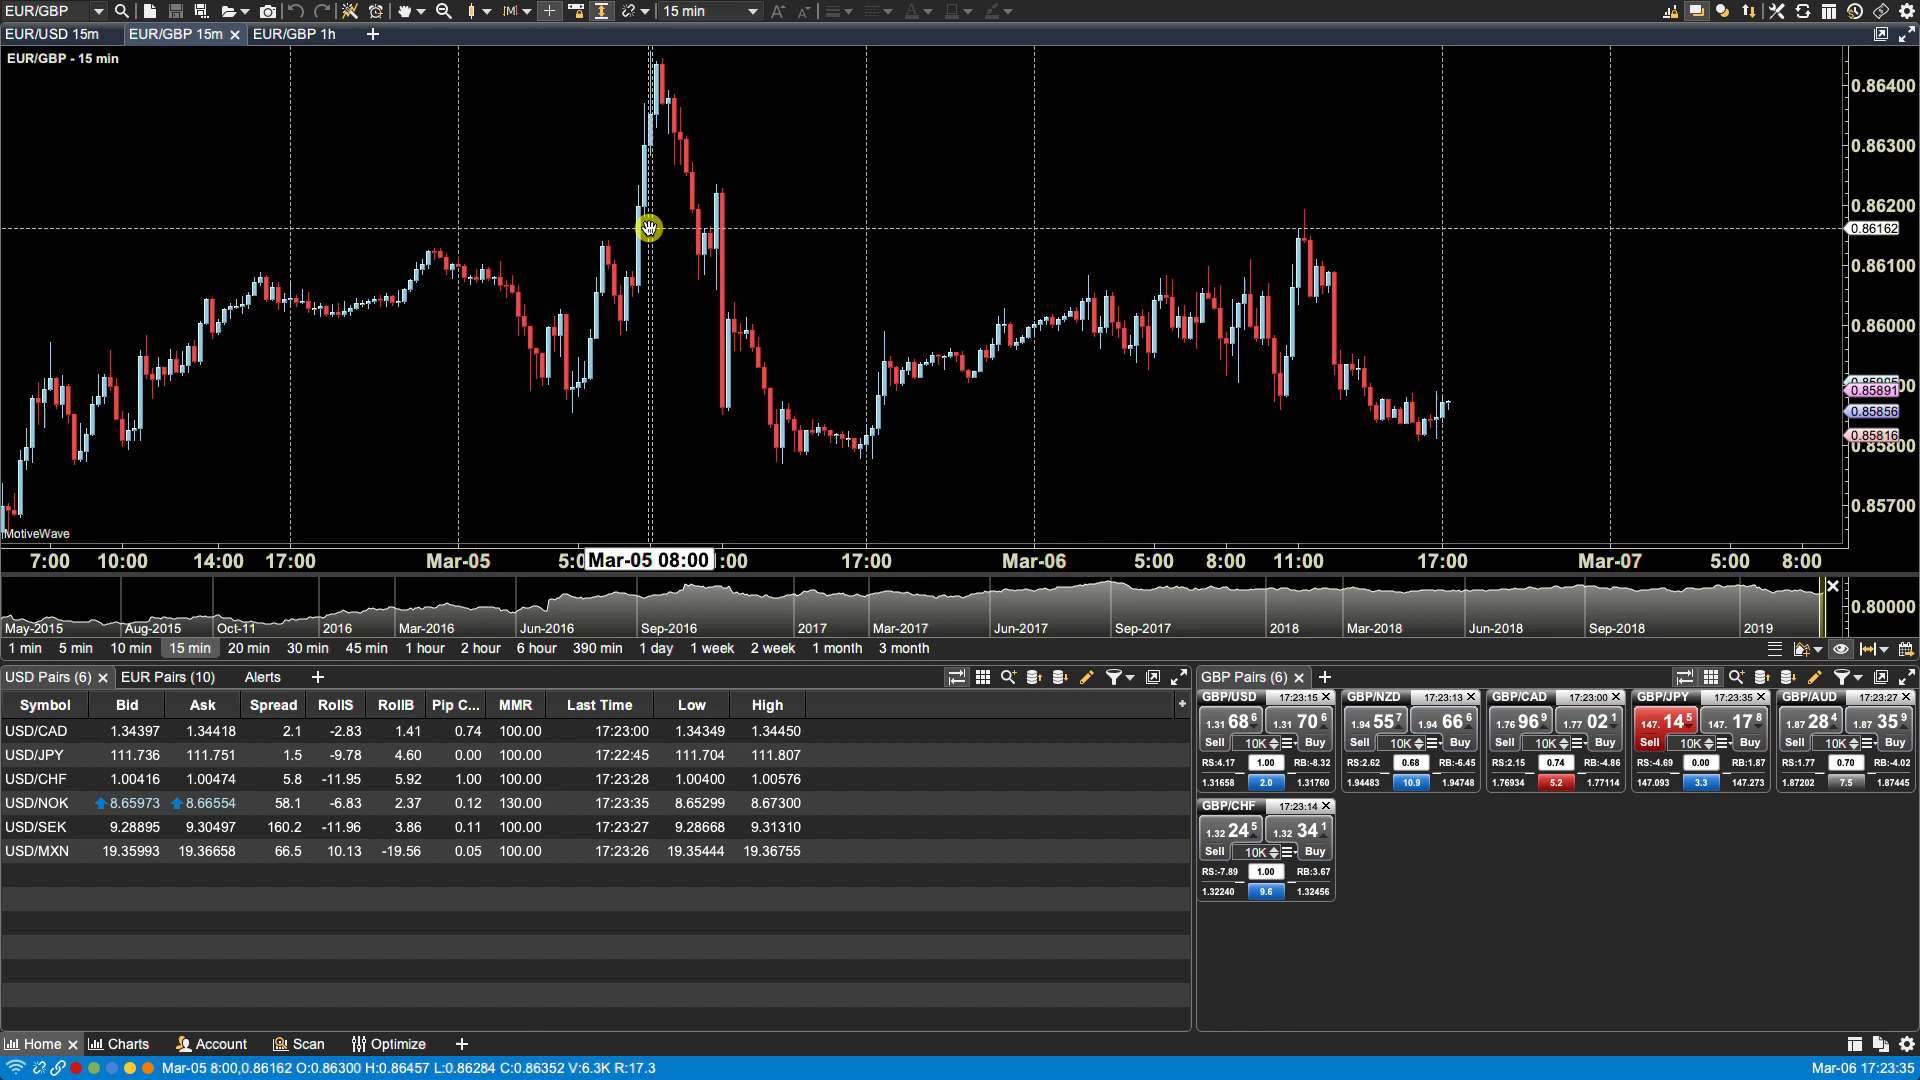 EUR/GBP 15 min
EUR/USD 15m EUR/GBP 15m EUR/GBP 1h
EUR/GBP - 15 min
0.86400
0.86300
0.86200
0.86162
0.86100
0.86000
0.85891
0.85856
0.85816
0.85800
0.85700
MotiveWave
7:00 10:00 14:00 17:00 Mar-05 Mar-05 08:00 :00 17:00 Mar-06 5:00 8:00 11:00 17:00 Mar-07 5:00 8:00
0.80000
May-2015 Aug-2015 Oct-11 2016 Mar-2016 Jun-2016 Sep-2016 2017 Mar-2017 Jun-2017 Sep-2017 2018 Mar-2018 Jun-2018 Sep-2018 2019
1 min 5 min 10 min 15 min 20 min 30 min 45 min 1 hour 2 hour 6 hour 390 min 1 day 1 week 2 week 1 month 3 month
USD Pairs (6) EUR Pairs (10) Alerts
Symbol Bid Ask Spread RollS RollB Pip C... MMR Last Time Low High
USD/CAD 1.34397 1.34418 2.1 -2.83 1.41 0.74 100.00 17:23:00 1.34349 1.34450
USD/JPY 111.736 111.751 1.5 -9.78 4.60 0.00 100.00 17:22:45 111.704 111.807
USD/CHF 1.00416 1.00474 5.8 -11.95 5.92 1.00 100.00 17:23:28 1.00400 1.00576
USD/NOK 8.65973 8.66554 58.1 -6.83 2.37 0.12 130.00 17:23:35 8.65299 8.67300
USD/SEK 9.28895 9.30497 160.2 -11.96 3.86 0.11 100.00 17:23:27 9.28668 9.31310
USD/MXN 19.35993 19.36658 66.5 10.13 -19.56 0.05 100.00 17:23:26 19.35444 19.36755
GBP Pairs (6)
GBP/USD 17:23:15 GBP/NZD 17:23:13 GBP/CAD 17:23:00 GBP/JPY 17:23:35 GBP/AUD 17:23:27
1.31 68 6 1.31 70 6 1.94 55 7 1.94 66 6 1.76 96 9 1.77 02 1 147. 14 5 147. 17 8 1.87 28 4 1.87 35 9
Sell 10K Buy Sell 10K Buy Sell 10K Buy Sell 10K Buy Sell 10K Buy
RS:4.17 1.00 RB:-8.32 RS:2.62 0.68 RB:-6.45 RS:2.15 0.74 RB:-4.86 RS:-4.69 0.00 RB:1.87 RS:1.77 0.70 RB:-4.02
1.31658 2.0 1.31760 1.94483 10.9 1.94748 1.76934 5.2 1.77114 147.093 3.3 147.273 1.87202 7.5 1.87445
GBP/CHF 17:23:14
1.32 24 5 1.32 34 1
Sell 10K Buy
RS:-7.89 1.00 RB:3.67
1.32240 9.6 1.32456
Home Charts Account Scan Optimize
Mar-05 8:00,0.86162 O:0.86300 H:0.86457 L:0.86284 C:0.86352 V:6.3K R:17.3 Mar-06 17:23:35